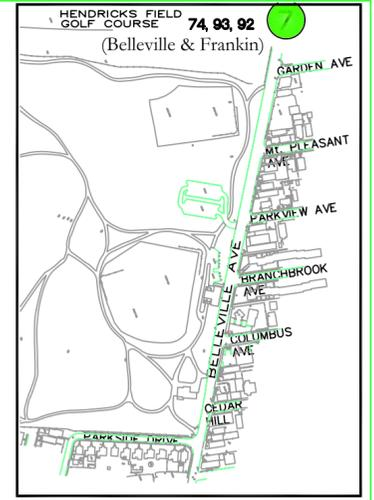 HENDRICKS FIELD
GOLF COURSE
74, 93, 92
7
(Belleville & Frankin)
GARDEN AVE
MT. PLEASANT
AVE
PARKVIEW AVE
BELLEVILLE AVE
BRANCHBROOK
AVE
COLUMBUS
AVE
CEDAR
HILL
PARKSIDE DRIVE